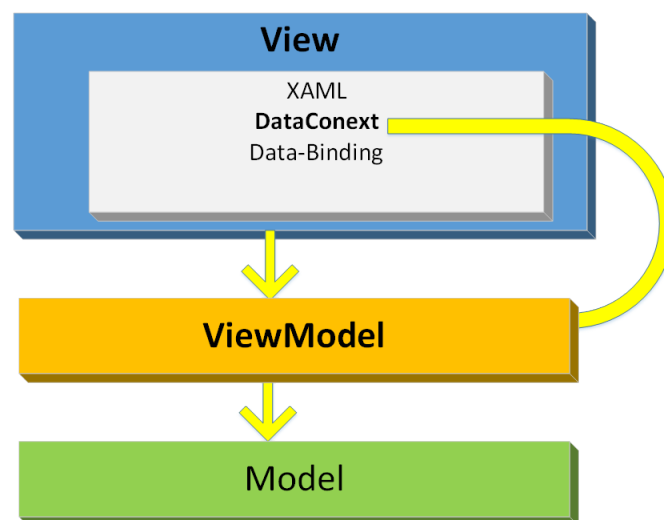 View
XAML
DataConext
Data-Binding
ViewModel
Model